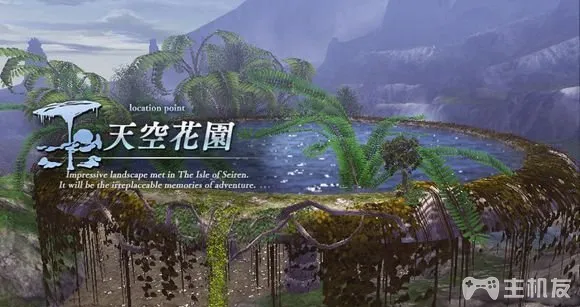 location point
天空花園
Impressive landscape met in The Isle of Seiren.
It will be the irreplaceable memories of adventure. . .
主机友